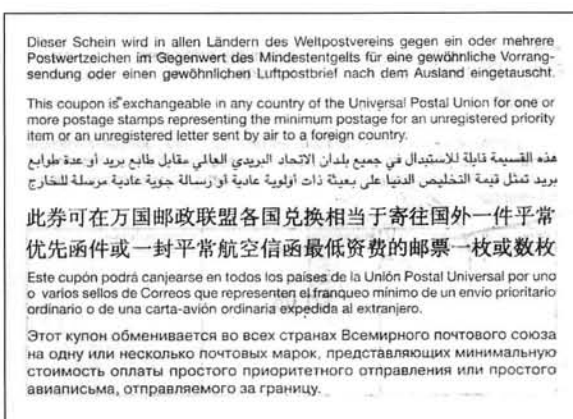 Dieser Schein wird in allen Ländern des Weltpostvereins gegen ein oder mehrere
Postwertzeichen im Gegenwert des Mindestentgelts für eine gewöhnliche Vorrang-
sendung oder einen gewöhnlichen Luftpostbrief nach dem Ausland eingetauscht.
This coupon is exchangeable in any country of the Universal Postal Union for one or
more postage stamps representing the minimum postage for an unregistered priority
item or an unregistered letter sent by air to a foreign country.
هذه القسيمة قابلة للاستبدال في جميع بلدان الاتحاد البريدي العالمي مقابل طابع بريد أو عدة طوابع
بريد تمثل قيمة التخليص الدنيا على بعيثة ذات أولوية عادية أو رسالة جوية عادية مرسلة للخارج
此券可在万国邮政联盟各国兑换相当于寄往国外一件平常
优先函件或一封平常航空信函最低资费的邮票一枚或数枚
Este cupón podrá canjearse en todos los países de la Unión Postal Universal por uno
o varios sellos de Correos que representen el franqueo mínimo de un envío prioritario
ordinario o de una carta-avión ordinaria expedida al extranjero.
Этот купон обменивается во всех странах Всемирного почтового союза
на одну или несколько почтовых марок, представляющих минимальную
стоимость оплаты простого приоритетного отправления или простого
авиаписьма, отправляемого за границу.